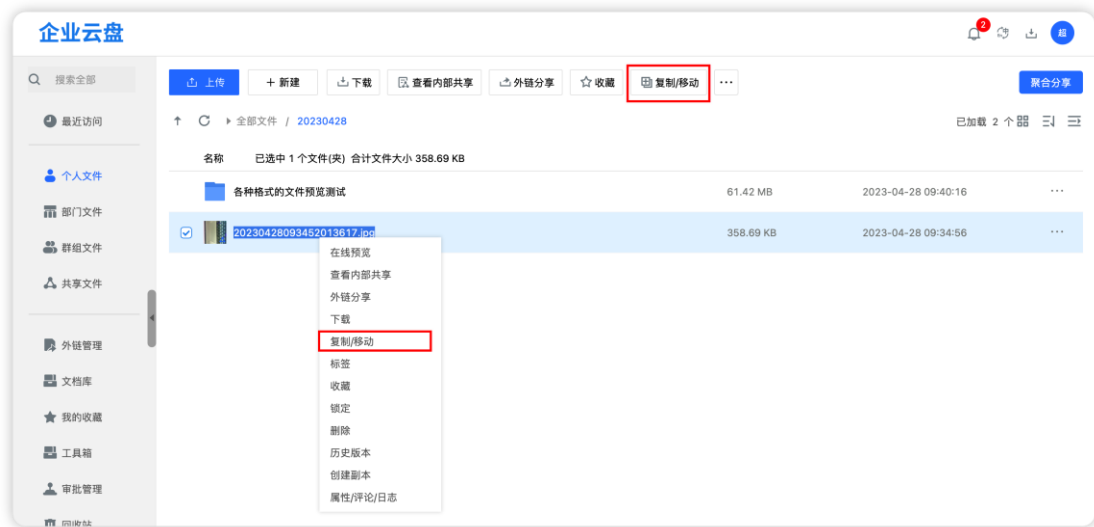 企业云盘
2
超
搜索全部
上传 + 新建 下载 查看内部共享 外链分享 收藏 复制/移动 ··· 聚合分享
最近访问
全部文件 / 20230428
已加载 2 个
名称 已选中 1 个文件(夹) 合计文件大小 358.69 KB
个人文件
各种格式的文件预览测试 61.42 MB 2023-04-28 09:40:16 ···
部门文件
20230428093452013617.jpg 358.69 KB 2023-04-28 09:34:56 ···
群组文件
共享文件
外链管理
文档库
我的收藏
工具箱
审批管理
回收站
在线预览
查看内部共享
外链分享
下载
复制/移动
标签
收藏
锁定
删除
历史版本
创建副本
属性/评论/日志